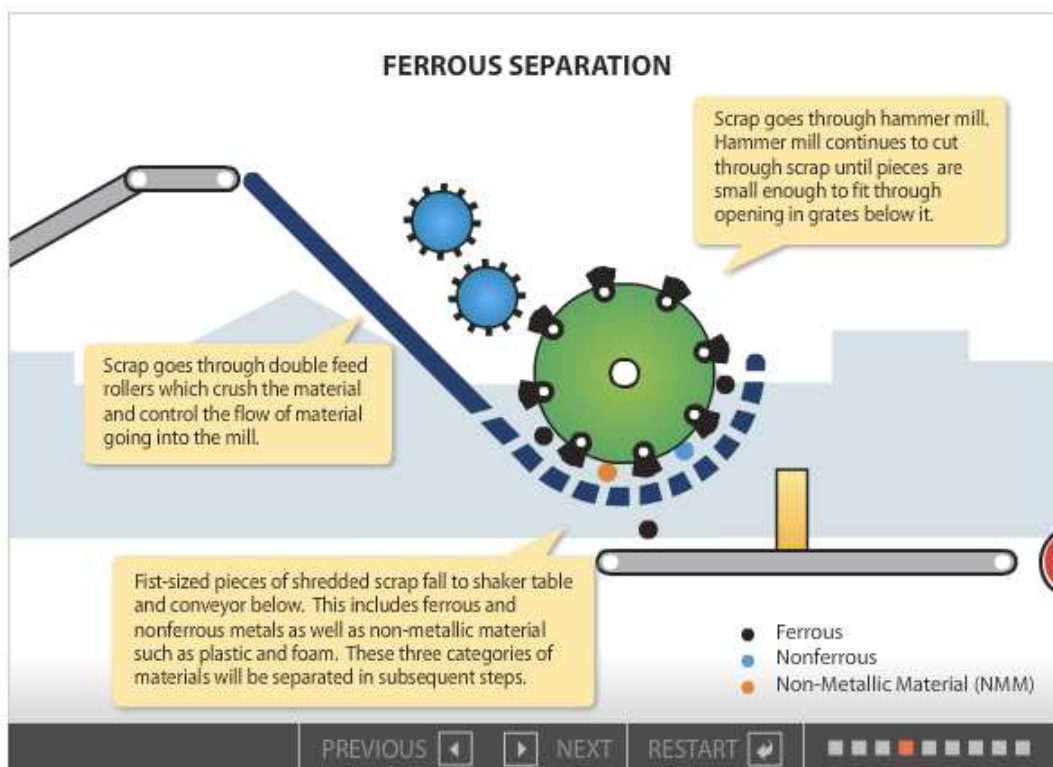 FERROUS SEPARATION
Scrap goes through hammer mill.
Hammer mill continues to cut
through scrap until pieces are
small enough to fit through
opening in grates below it.
Scrap goes through double feed
rollers which crush the material
and control the flow of material
going into the mill.
Fist-sized pieces of shredded scrap fall to shaker table
and conveyor below. This includes ferrous and
nonferrous metals as well as non-metallic material
such as plastic and foam. These three categories of
materials will be separated in subsequent steps.
Ferrous
Nonferrous
Non-Metallic Material (NMM)
PREVIOUS NEXT RESTART